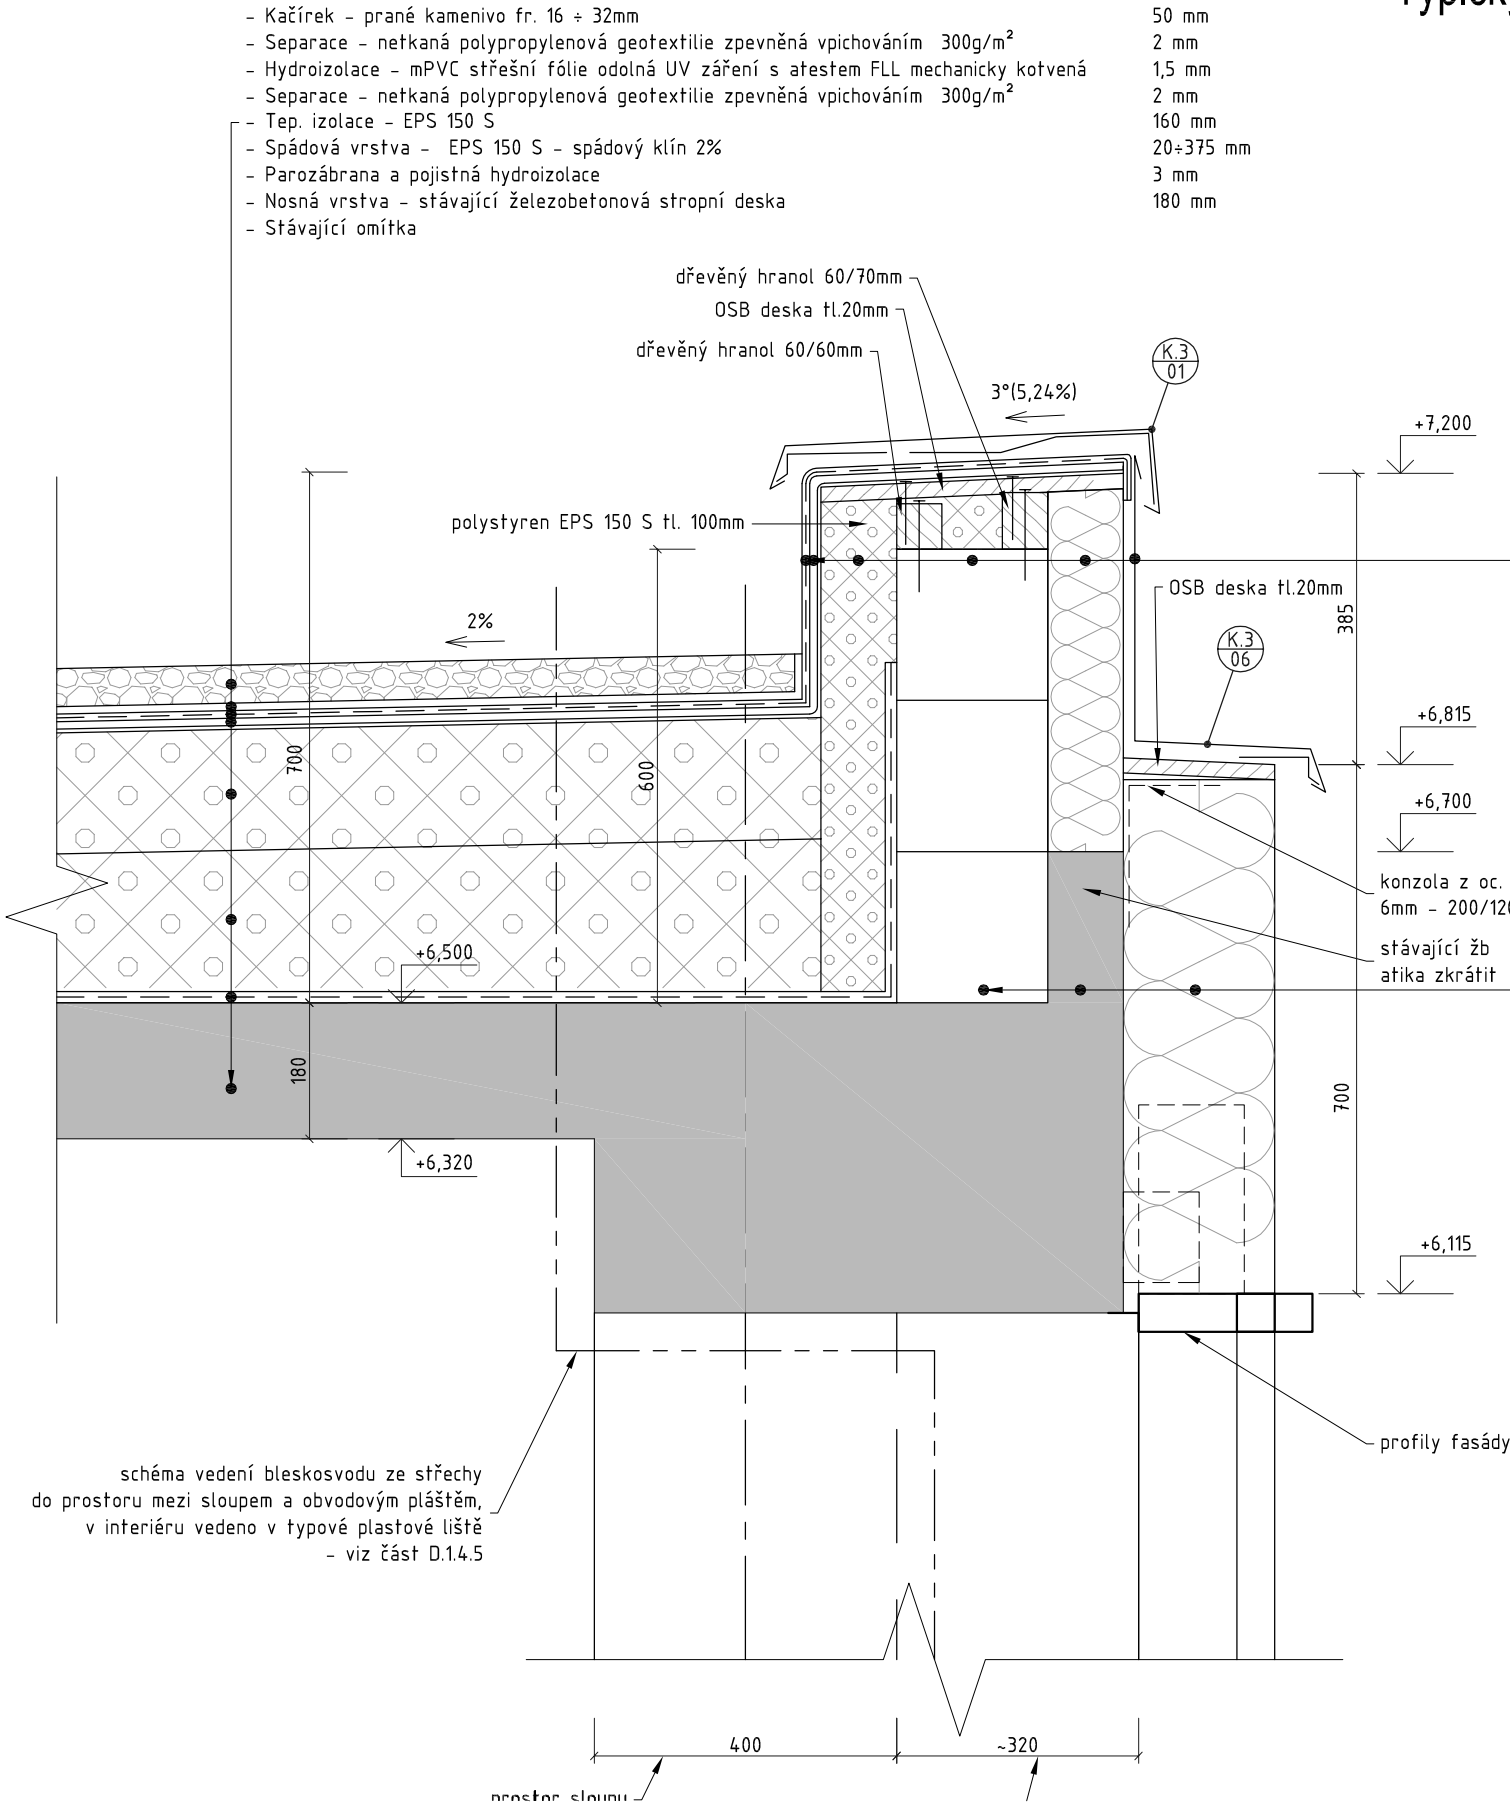 - Kačírek - prané kamenivo fr. 16 ÷ 32mm 50 mm
- Separace - netkaná polypropylenová geotextilie zpevněná vpichováním 300g/m² 2 mm
- Hydroizolace - mPVC střešní fólie odolná UV záření s atestem FLL mechanicky kotvená 1,5 mm
- Separace - netkaná polypropylenová geotextilie zpevněná vpichováním 300g/m² 2 mm
- Tep. izolace - EPS 150 S 160 mm
- Spádová vrstva - EPS 150 S - spádový klín 2% 20÷375 mm
- Parozábrana a pojistná hydroizolace 3 mm
- Nosná vrstva - stávající železobetonová stropní deska 180 mm
- Stávající omítka
dřevěný hranol 60/70mm
OSB deska tl.20mm
dřevěný hranol 60/60mm
K.3
01
3°(5,24%)
+7,200
polystyren EPS 150 S tl. 100mm
OSB deska tl.20mm
385
2%
K.3
06
+6,815
700
600
+6,700
konzola z oc.
6mm - 200/120
+6,500
stávající žb
atika zkrátit
180
700
+6,320
+6,115
profily fasády
schéma vedení bleskosvodu ze střechy
do prostoru mezi sloupem a obvodovým pláštěm,
v interiéru vedeno v typové plastové liště
- viz část D.1.4.5
400
~320
prostor sloupu